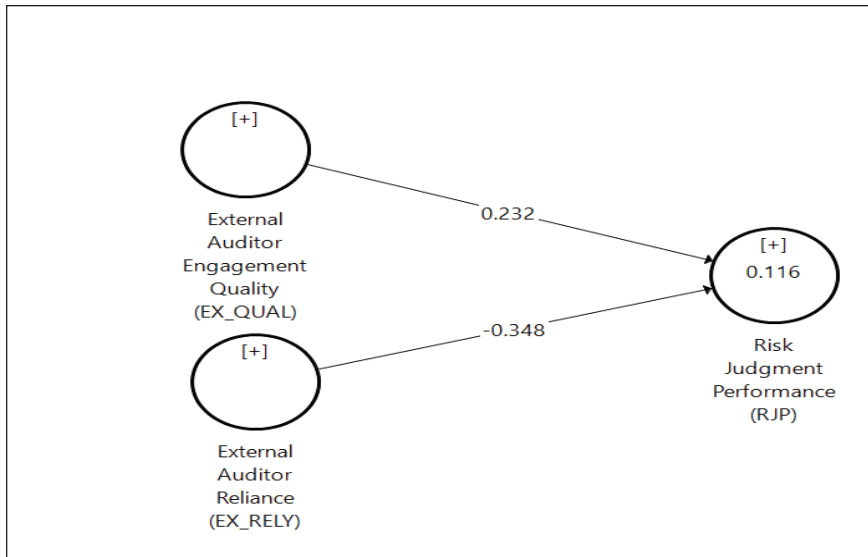 [+]
External
Auditor
Engagement
Quality
(EX_QUAL)
0.232
[+]
0.116
Risk
Judgment
Performance
(RJP)
-0.348
[+]
External
Auditor
Reliance
(EX_RELY)